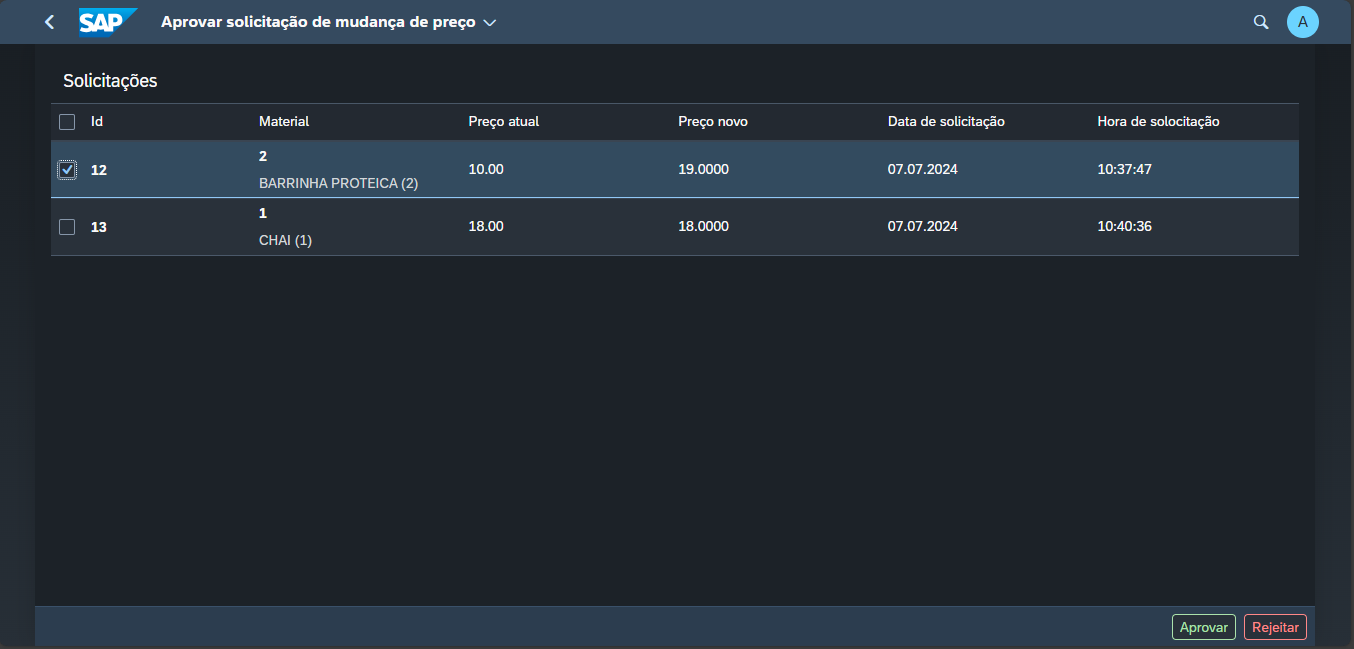 SAP Aprovar solicitação de mudança de preço A
Solicitações
Id Material Preço atual Preço novo Data de solicitação Hora de solocitação
12 2 10.00 19.0000 07.07.2024 10:37:47
BARRINHA PROTEICA (2)
13 1 18.00 18.0000 07.07.2024 10:40:36
CHAI (1)
Aprovar Rejeitar